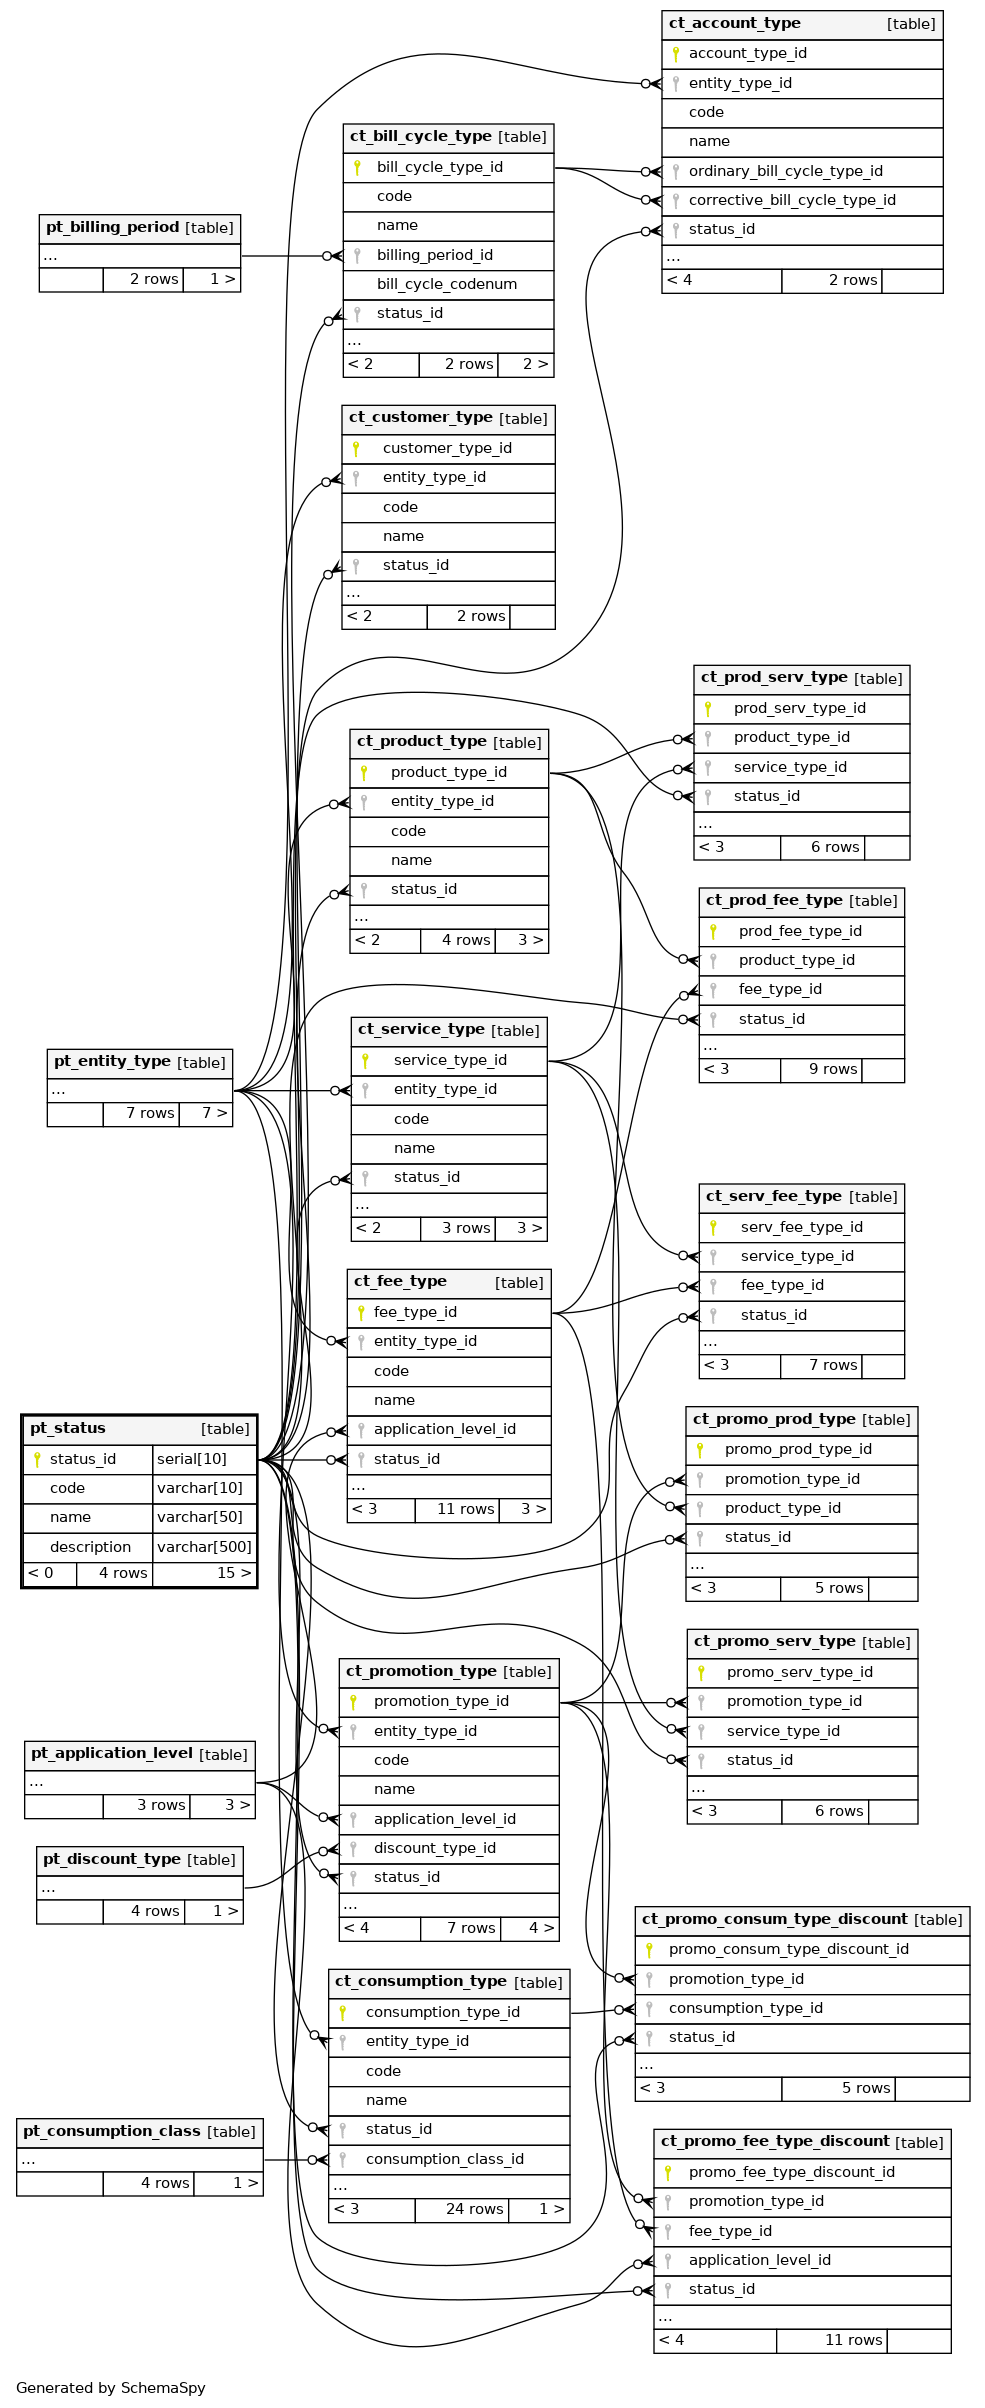 ct_account_type [table]
account_type_id
entity_type_id
code
name
ordinary_bill_cycle_type_id
corrective_bill_cycle_type_id
status_id
...
< 4 2 rows
ct_bill_cycle_type [table]
bill_cycle_type_id
code
name
billing_period_id
bill_cycle_codenum
status_id
...
< 2 2 rows 2 >
pt_billing_period [table]
...
2 rows 1 >
ct_customer_type [table]
customer_type_id
entity_type_id
code
name
status_id
...
< 2 2 rows
ct_prod_serv_type [table]
prod_serv_type_id
product_type_id
service_type_id
status_id
...
< 3 6 rows
ct_product_type [table]
product_type_id
entity_type_id
code
name
status_id
...
< 2 4 rows 3 >
ct_prod_fee_type [table]
prod_fee_type_id
product_type_id
fee_type_id
status_id
...
< 3 9 rows
ct_service_type [table]
service_type_id
entity_type_id
code
name
status_id
...
< 2 3 rows 3 >
pt_entity_type [table]
...
7 rows 7 >
ct_serv_fee_type [table]
serv_fee_type_id
service_type_id
fee_type_id
status_id
...
< 3 7 rows
ct_fee_type [table]
fee_type_id
entity_type_id
code
name
application_level_id
status_id
...
< 3 11 rows 3 >
pt_status [table]
status_id serial[10]
code varchar[10]
name varchar[50]
description varchar[500]
< 0 4 rows 15 >
ct_promo_prod_type [table]
promo_prod_type_id
promotion_type_id
product_type_id
status_id
...
< 3 5 rows
ct_promo_serv_type [table]
promo_serv_type_id
promotion_type_id
service_type_id
status_id
...
< 3 6 rows
ct_promotion_type [table]
promotion_type_id
entity_type_id
code
name
application_level_id
discount_type_id
status_id
...
< 4 7 rows 4 >
pt_application_level [table]
...
3 rows 3 >
pt_discount_type [table]
...
4 rows 1 >
ct_promo_consum_type_discount [table]
promo_consum_type_discount_id
promotion_type_id
consumption_type_id
status_id
...
< 3 5 rows
ct_consumption_type [table]
consumption_type_id
entity_type_id
code
name
status_id
consumption_class_id
...
< 3 24 rows 1 >
pt_consumption_class [table]
...
4 rows 1 >
ct_promo_fee_type_discount [table]
promo_fee_type_discount_id
promotion_type_id
fee_type_id
application_level_id
status_id
...
< 4 11 rows
Generated by SchemaSpy